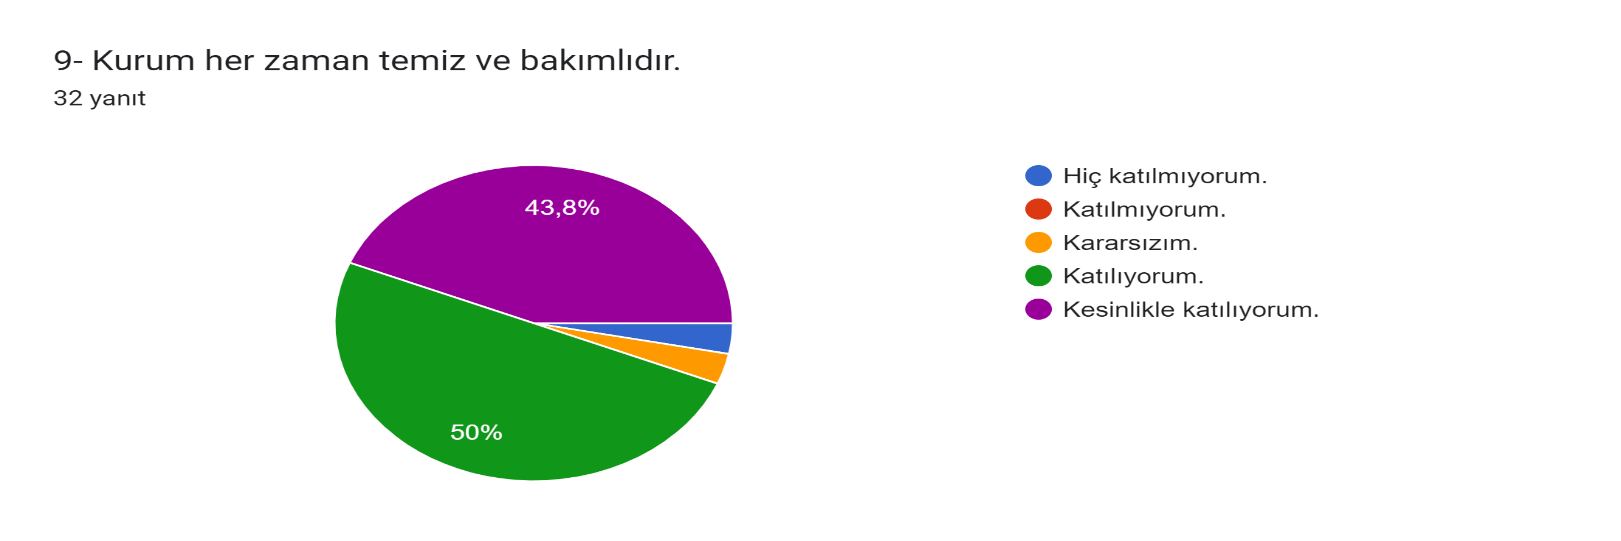 9- Kurum her zaman temiz ve bakımlıdır.
32 yanıt
43,8%
50%
Hiç katılmıyorum.
Katılmıyorum.
Kararsızım.
Katılıyorum.
Kesinlikle katılıyorum.